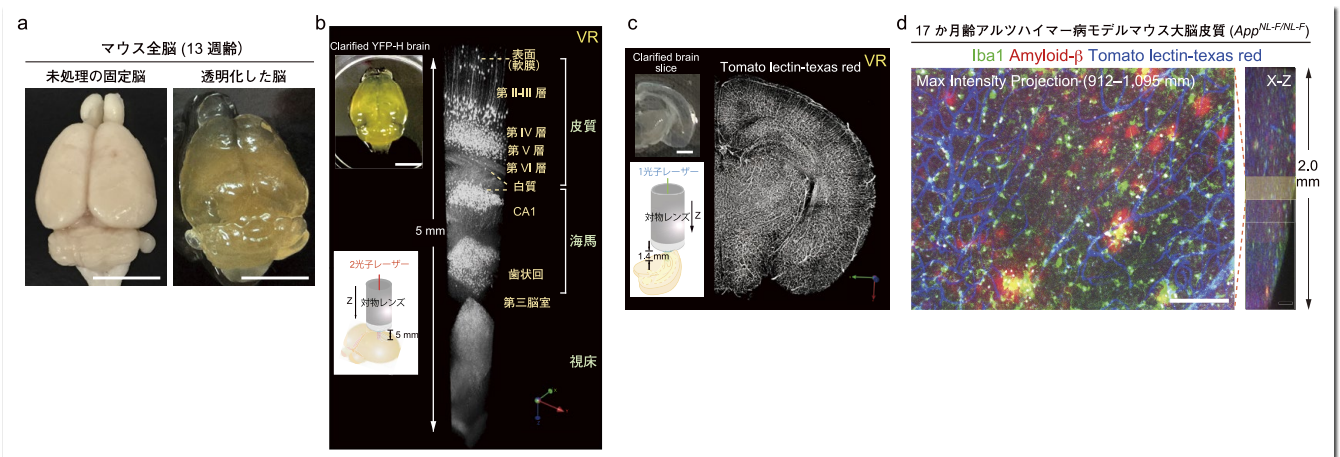 a
マウス全脳 (13 週齢)
未処理の固定脳
透明化した脳
b
Clarified YFP-H brain
VR
表面
(軟膜)
第 II-III 層
第 IV 層
第 V 層
第 VI 層
白質
CA1
歯状回
第三脳室
皮質
海馬
視床
5 mm
2光子レーザー
Z
対物レンズ
5 mm
c
Clarified brain
slice
Tomato lectin-texas red
VR
1光子レーザー
対物レンズ
Z
1.4 mm
d
17 か月齢アルツハイマー病モデルマウス大脳皮質 (App^NL-F/NL-F)
Iba1 Amyloid-β Tomato lectin-texas red
Max Intensity Projection (912–1,095 mm)
X-Z
2.0
mm